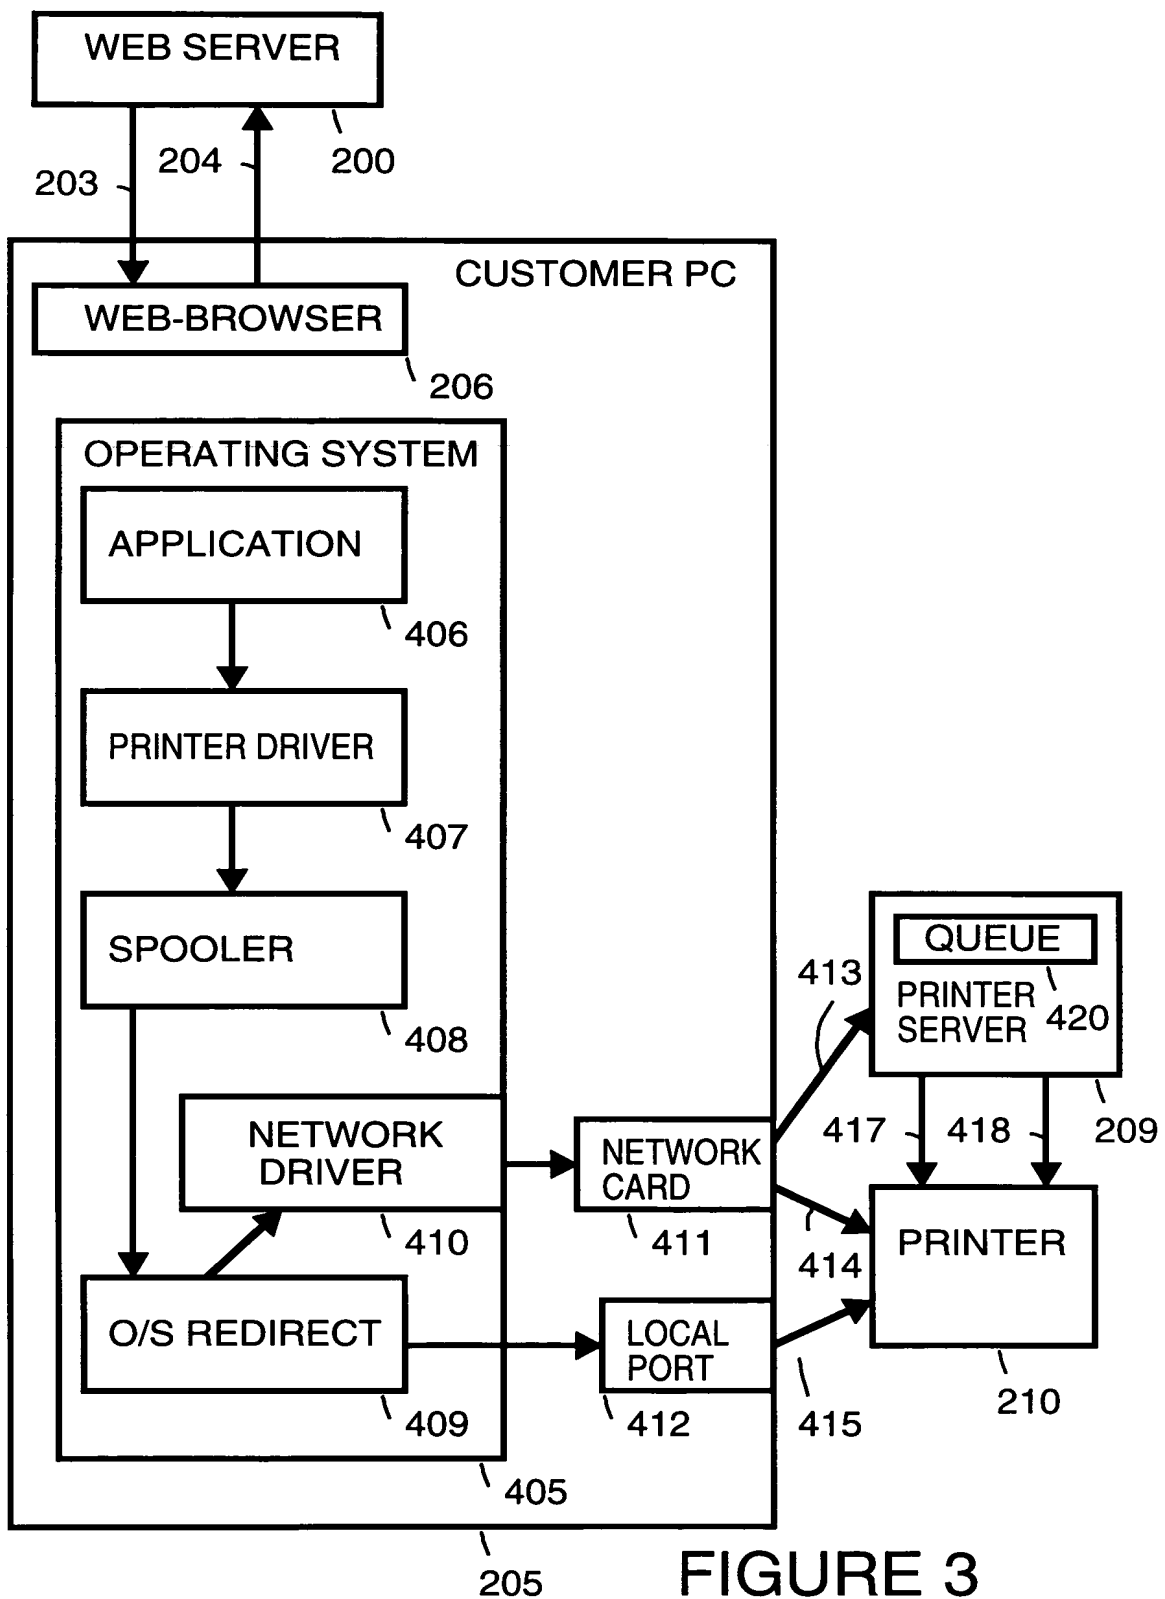 WEB SERVER
200
203
204
CUSTOMER PC
WEB-BROWSER
206
OPERATING SYSTEM
APPLICATION
406
PRINTER DRIVER
407
SPOOLER
408
NETWORK
DRIVER
410
O/S REDIRECT
409
405
205
NETWORK
CARD
411
LOCAL
PORT
412
413
414
415
QUEUE
420
PRINTER
SERVER
209
417
418
PRINTER
210
FIGURE 3